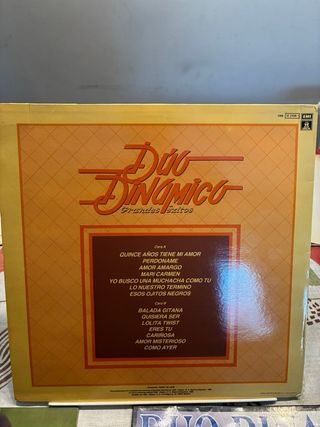 EMI
DÚO
DINÁMICO
Grandes éxitos
Cara A
QUINCE AÑOS TIENE MI AMOR
PERDONAME
AMOR AMARGO
MARI CARMEN
YO BUSCO UNA MUCHACHA COMO TU
LO NUESTRO TERMINO
ESOS OJITOS NEGROS
Cara B
BALADA GITANA
QUISIERA SER
LOLITA TWIST
ERES TU
CARIÑOSA
AMOR MISTERIOSO
COMO AYER
DUO DINA